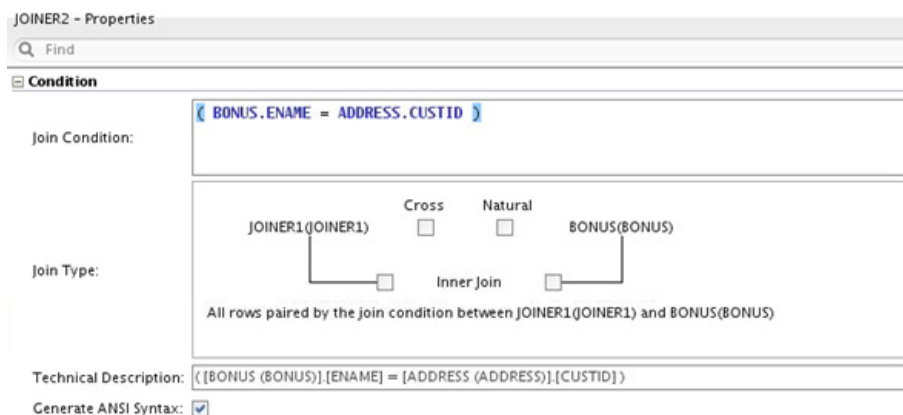 JOINER2 - Properties
Find
Condition
Join Condition:
( BONUS.ENAME = ADDRESS.CUSTID )
Join Type:
Cross Natural
JOINER1(JOINER1) BONUS(BONUS)
Inner Join
All rows paired by the join condition between JOINER1(JOINER1) and BONUS(BONUS)
Technical Description: ( [BONUS (BONUS)].[ENAME] = [ADDRESS (ADDRESS)].[CUSTID] )
Generate ANSI Syntax: